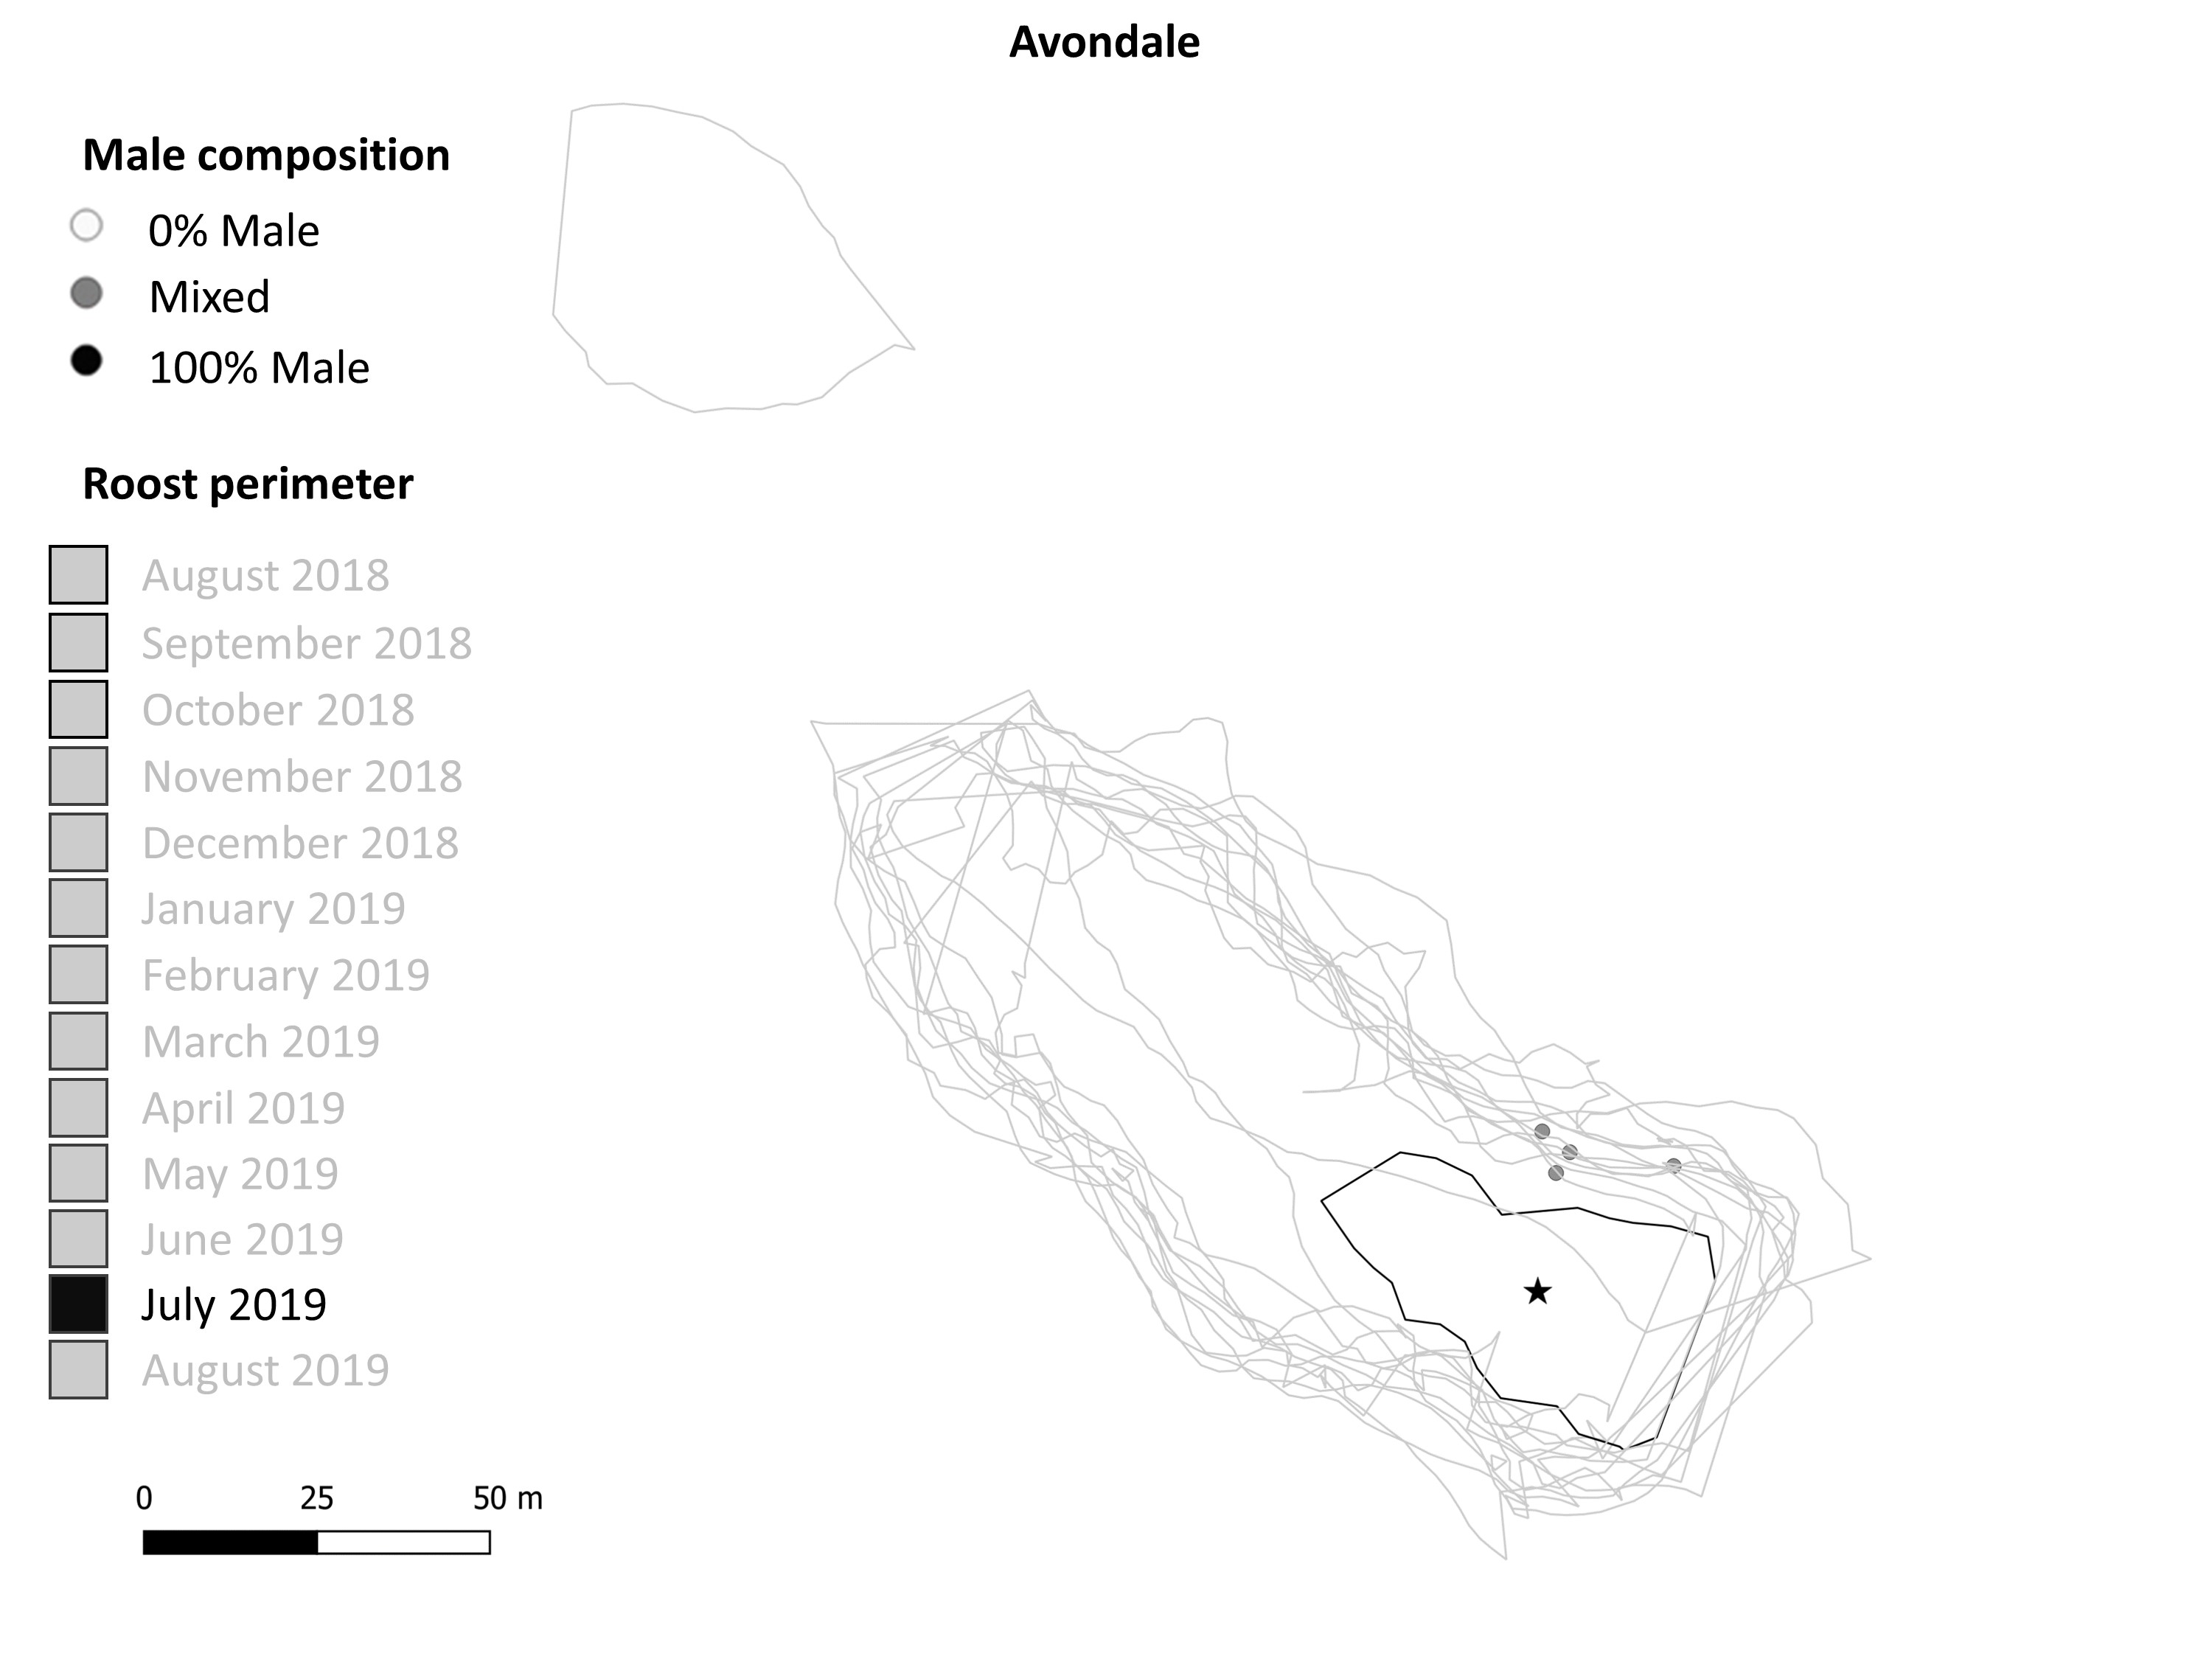 Avondale
Male composition
0% Male
Mixed
100% Male
Roost perimeter
August 2018
September 2018
October 2018
November 2018
December 2018
January 2019
February 2019
March 2019
April 2019
May 2019
June 2019
July 2019
August 2019
0 25 50 m